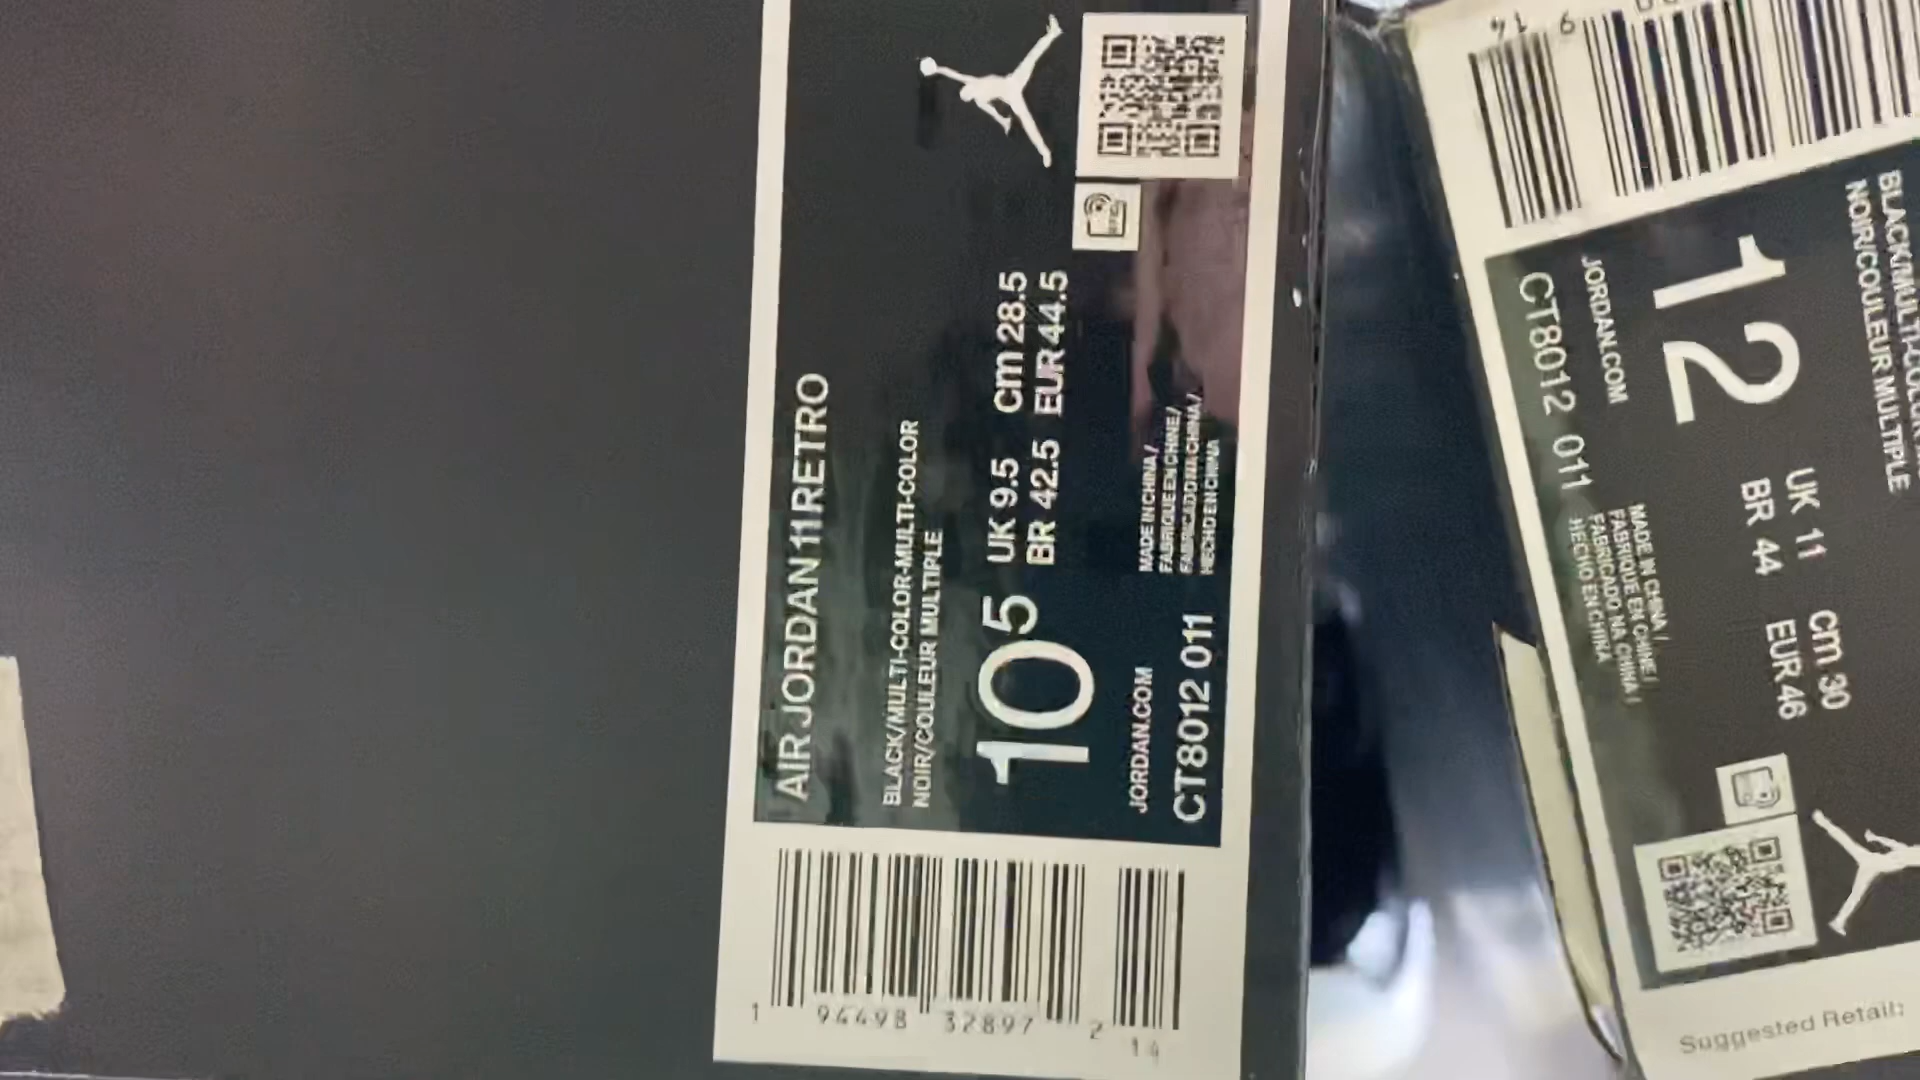 AIR JORDAN 11 RETRO
BLACK/MULTI-COLOR-MULTI-COLOR
NOIR/COULEUR MULTIPLE
10 5
UK 9.5 cm 28.5
BR 42.5 EUR 44.5
JORDAN.COM
CT8012 011
MADE IN CHINA /
FABRIQUE EN CHINE /
FABRICADO NA CHINA /
HECHO EN CHINA
1 94498 32897 2
14
NOIR/COULEUR MULTIPLE
12
UK 11 cm 30
BR 44 EUR 46
JORDAN.COM
CT8012 011
MADE IN CHINA /
FABRIQUE EN CHINE /
FABRICADO NA CHINA /
HECHO EN CHINA
14
Suggested Retail: